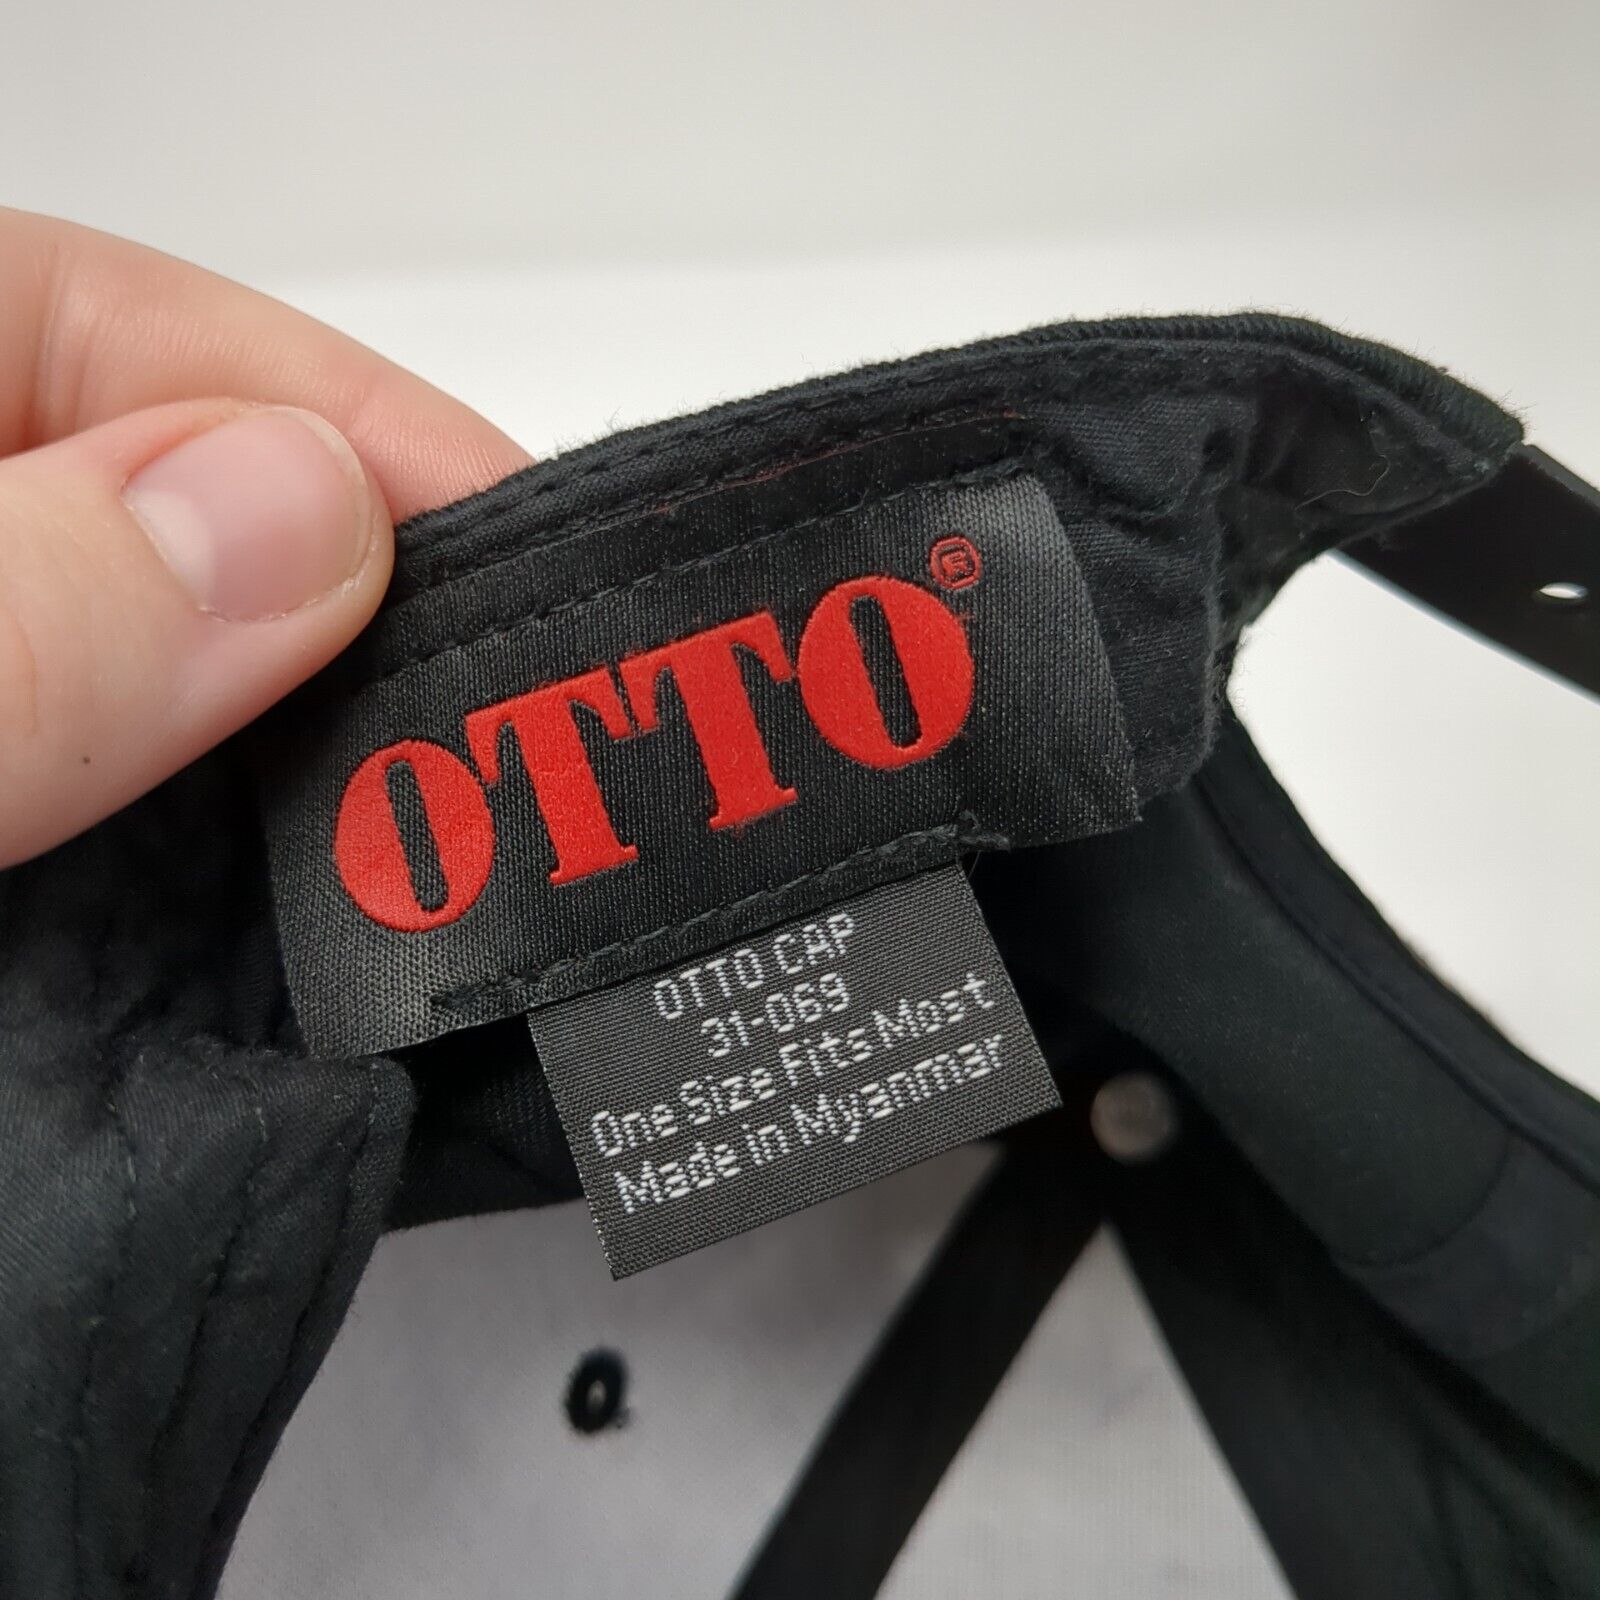 OTTO®
OTTO CAP
31-069
One Size Fits Most
Made in Myanmar